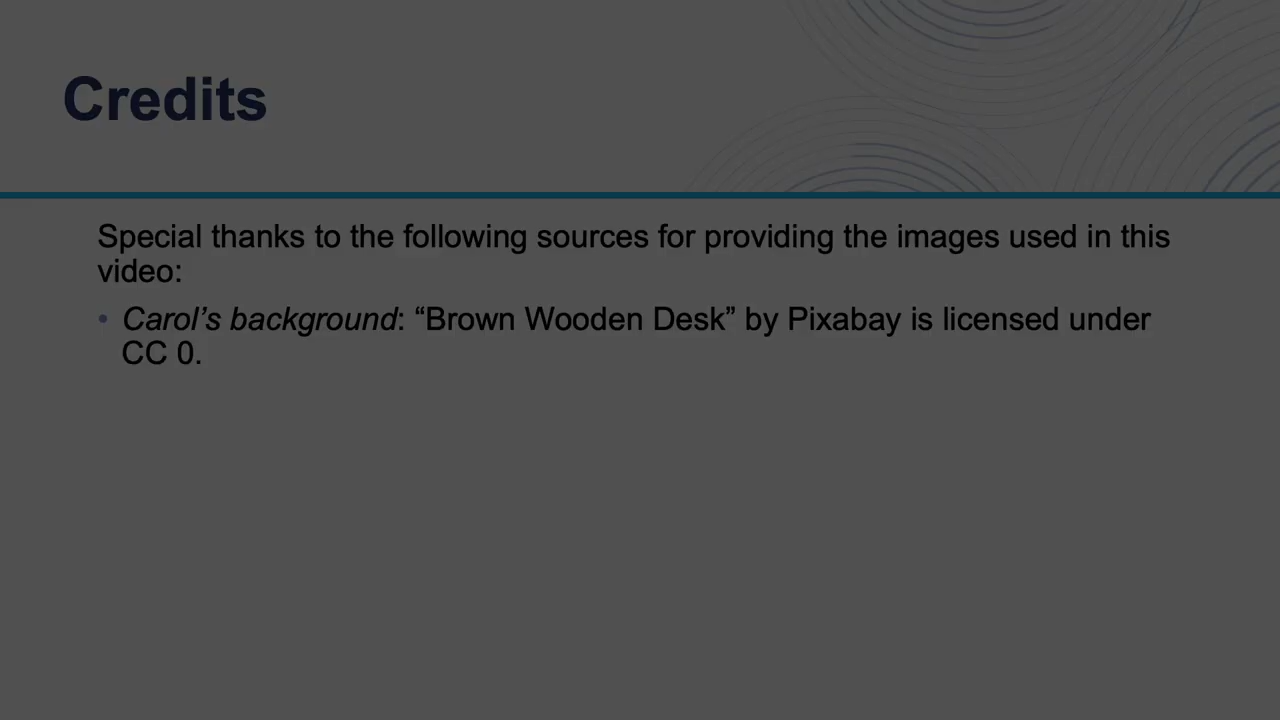 Credits
Special thanks to the following sources for providing the images used in this
video:
• Carol’s background: “Brown Wooden Desk” by Pixabay is licensed under
CC 0.